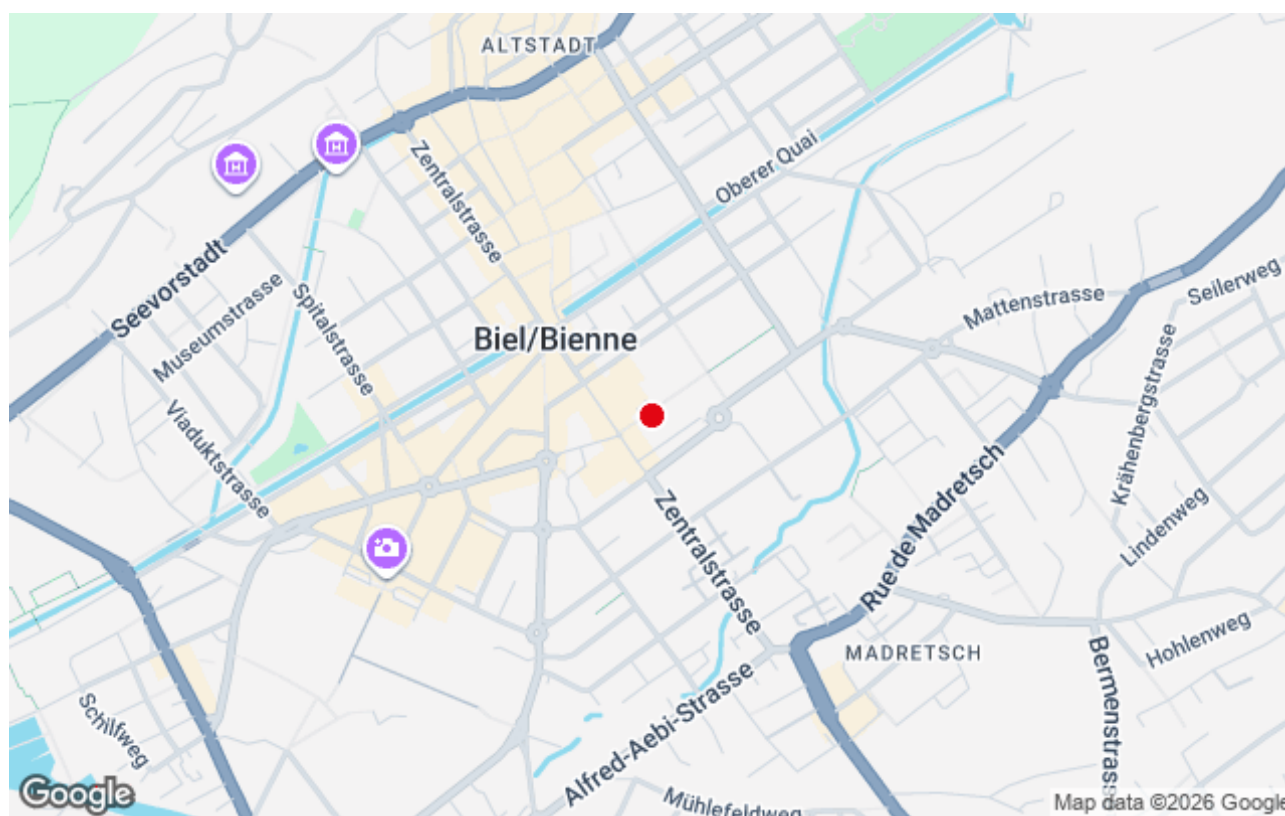 ALTSTADT
Zentralstrasse
Oberer Quai
Seevorstadt
Museumstrasse
Spitalstrasse
Biel/Bienne
Mattenstrasse
Seilerweg
Viaduktstrasse
Krähenbergstrasse
Rue de Madretsch
Lindenweg
Zentralstrasse
MADRETSCH
Hohlenweg
Bermenstrass
Schilfweg
Alfred-Aebi-Strasse
Mühlefeldweg
Google
Map data ©2026 Google